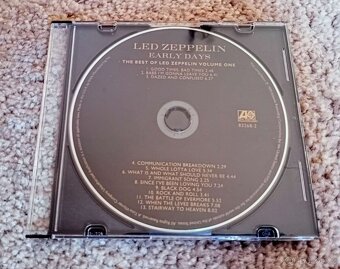 LED ZEPPELIN
EARLY DAYS
THE BEST OF LED ZEPPELIN VOLUME ONE
1. GOOD TIMES, BAD TIMES 2:48
2. BABE I'M GONNA LEAVE YOU 6:41
3. DAZED AND CONFUSED 6:27
83268-2
4. COMMUNICATION BREAKDOWN 2:29
5. WHOLE LOTTA LOVE 5:34
6. WHAT IS AND WHAT SHOULD NEVER BE 4:44
7. IMMIGRANT SONG 2:25
8. SINCE I'VE BEEN LOVING YOU 7:24
9. BLACK DOG 4:54
10. ROCK AND ROLL 3:41
11. THE BATTLE OF EVERMORE 5:52
12. WHEN THE LEVEE BREAKS 7:08
13. STAIRWAY TO HEAVEN 8:02